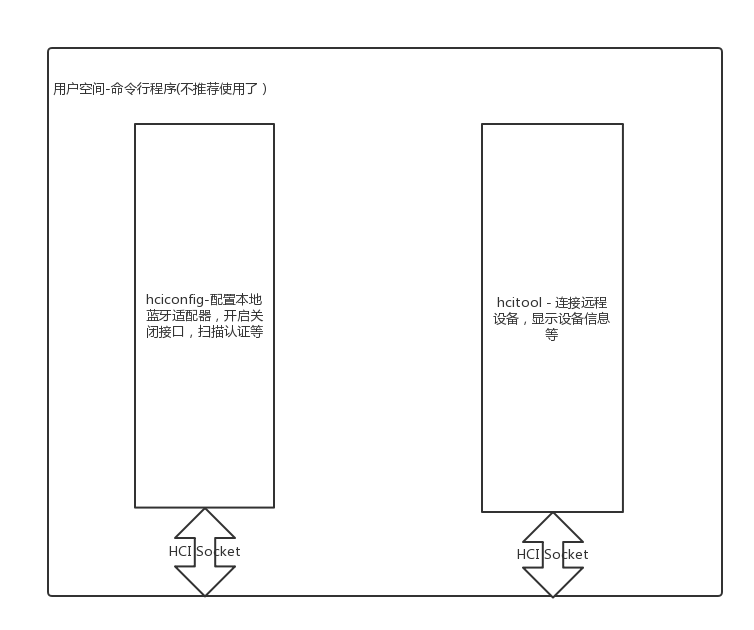 用户空间-命令行程序(不推荐使用了）
hciconfig-配置本地
蓝牙适配器，开启关
闭接口，扫描认证等
hcitool - 连接远程
设备，显示设备信息
等
HCI Socket
HCI Socket